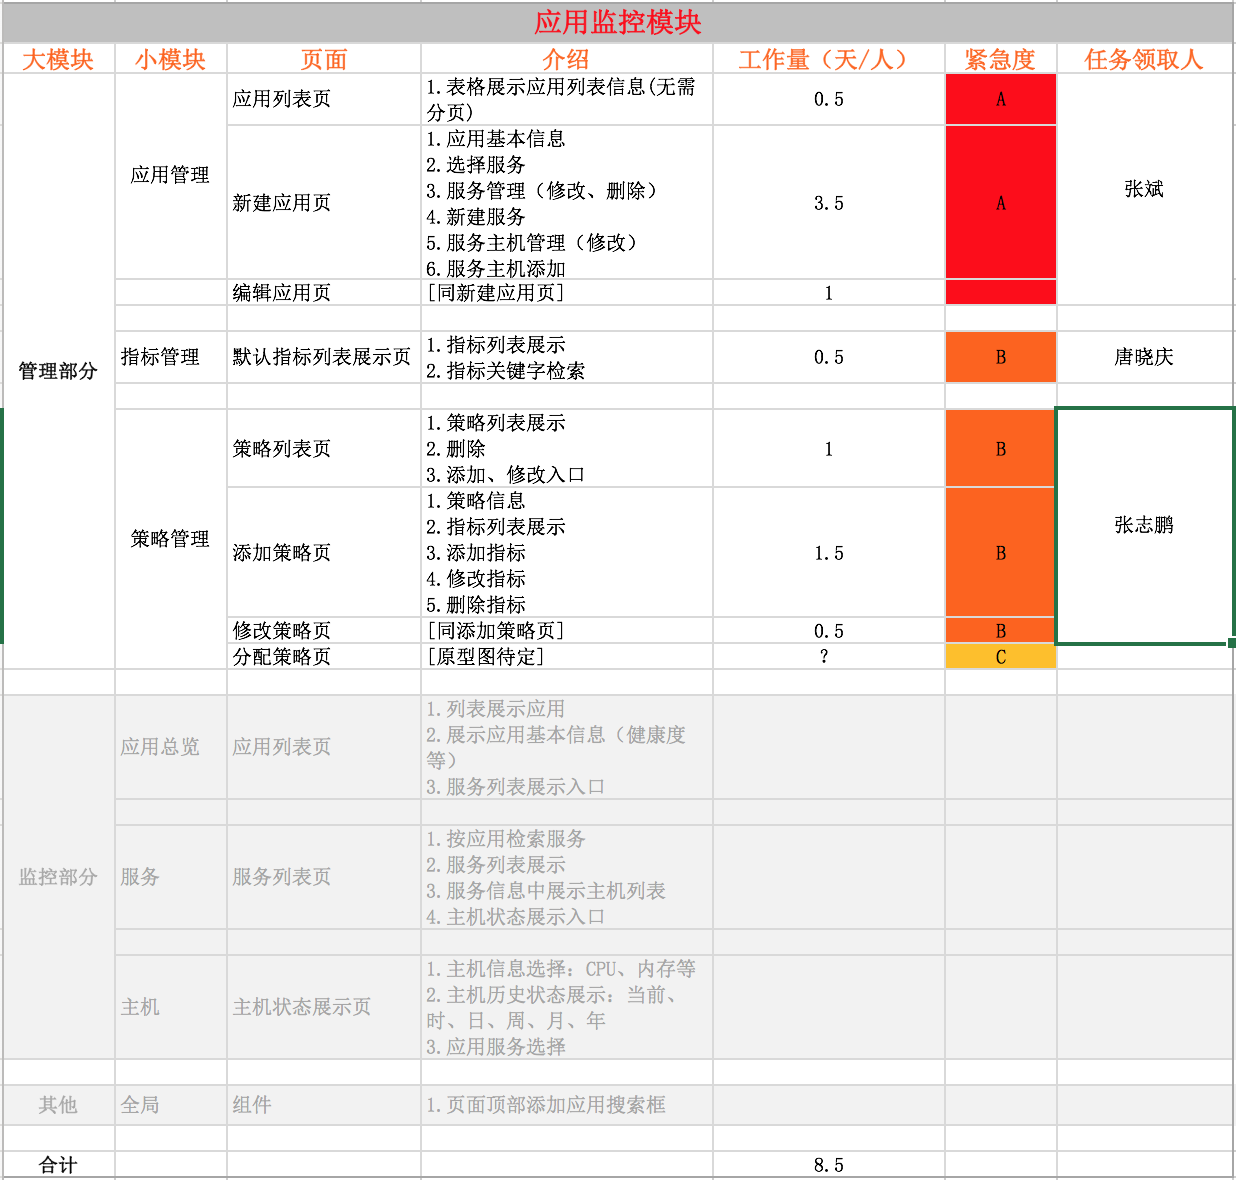 应用监控模块
大模块 小模块 页面 介绍 工作量（天/人） 紧急度 任务领取人
管理部分
应用管理
应用列表页
1.表格展示应用列表信息(无需
分页)
0.5
A
张斌
新建应用页
1.应用基本信息
2.选择服务
3.服务管理（修改、删除）
4.新建服务
5.服务主机管理（修改）
6.服务主机添加
3.5
A
编辑应用页
[同新建应用页]
1
指标管理
默认指标列表展示页
1.指标列表展示
2.指标关键字检索
0.5
B
唐晓庆
策略管理
策略列表页
1.策略列表展示
2.删除
3.添加、修改入口
1
B
张志鹏
添加策略页
1.策略信息
2.指标列表展示
3.添加指标
4.修改指标
5.删除指标
1.5
B
修改策略页
[同添加策略页]
0.5
B
分配策略页
[原型图待定]
？
C
监控部分
应用总览
应用列表页
1.列表展示应用
2.展示应用基本信息（健康度
等）
3.服务列表展示入口
服务
服务列表页
1.按应用检索服务
2.服务列表展示
3.服务信息中展示主机列表
4.主机状态展示入口
主机
主机状态展示页
1.主机信息选择：CPU、内存等
2.主机历史状态展示：当前、
时、日、周、月、年
3.应用服务选择
其他
全局
组件
1.页面顶部添加应用搜索框
合计
8.5